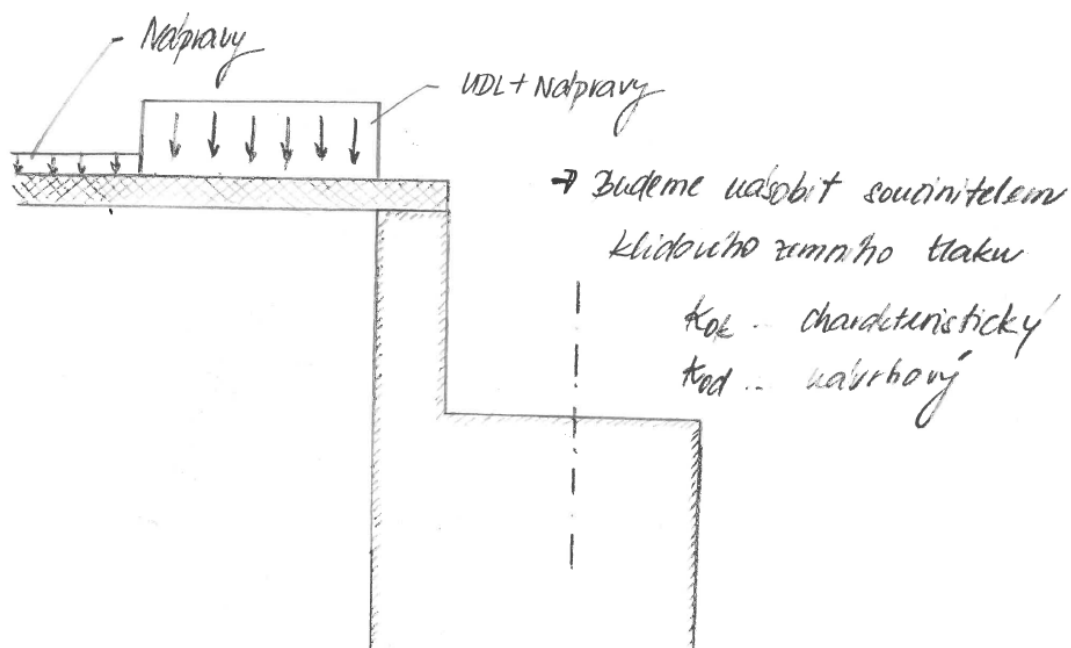 Nápravy
UDL + Nápravy
→ Budeme násobit součinitelem
klidového zemního tlaku
K0k .. charakteristický
K0d .. návrhový